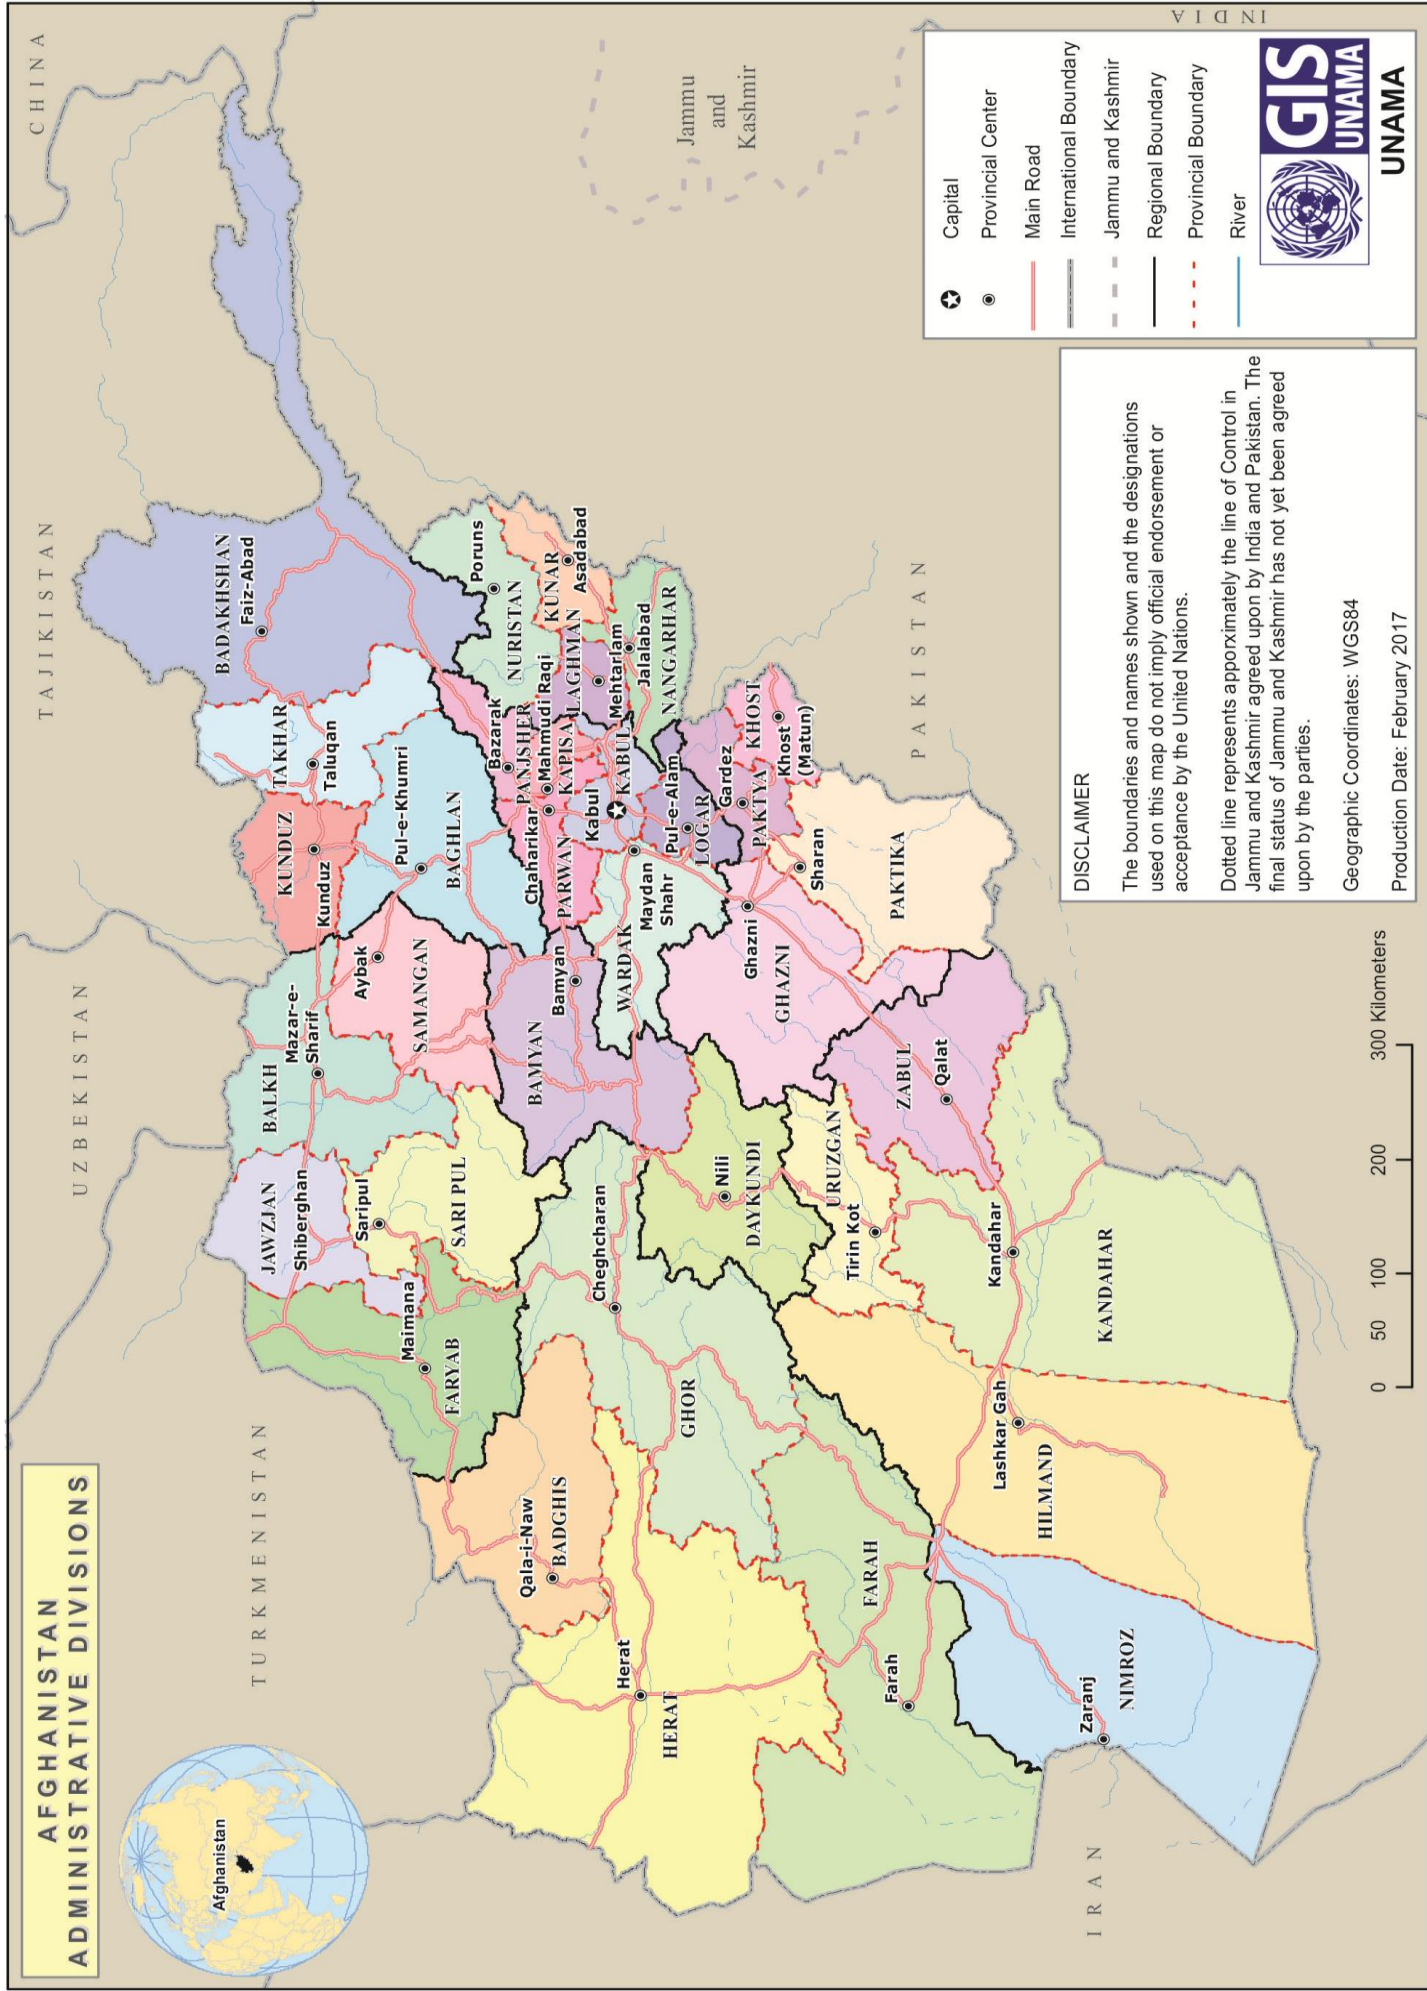 AFGHANISTAN
ADMINISTRATIVE DIVISIONS
Afghanistan
CHINA
TAJIKISTAN
UZBEKISTAN
TURKMENISTAN
IRAN
PAKISTAN
INDIA
Jammu
and
Kashmir
BADAKHSHAN
Faiz-Abad
TAKHAR
Taluqan
KUNDUZ
Kunduz
BALKH
Mazar-e-
Sharif
JAWZJAN
Shiberghan
Saripul
SARI PUL
Maimana
FARYAB
Aybak
SAMANGAN
Pul-e-Khumri
BAGHLAN
Poruns
NURISTAN
KUNAR
Asadabad
Bazarak
PANJSHER
Mahmudi Raqi
KAPISA
LAGHMAN
Mehtarlam
Jalalabad
NANGARHAR
Chaharikar
PARWAN
Kabul
KABUL
Bamyan
BAMYAN
WARDAK
Maydan
Shahr
Pul-e-Alam
LOGAR
Gardez
PAKTYA
KHOST
Khost
(Matun)
Sharan
PAKTIKA
Ghazni
GHAZNI
Qala-i-Naw
BADGHIS
Cheghcharan
GHOR
Nili
DAYKUNDI
URUZGAN
Tirin Kot
ZABUL
Qalat
Herat
HERAT
Farah
FARAH
Lashkar Gah
HILMAND
Kandahar
KANDAHAR
Zaranj
NIMROZ
0 50 100 200 300 Kilometers
DISCLAIMER
The boundaries and names shown and the designations
used on this map do not imply official endorsement or
acceptance by the United Nations.
Dotted line represents apporximately the line of Control in
Jammu and Kashmir agreed upon by India and Pakistan. The
final status of Jammu and Kashmir has not yet been agreed
upon by the parties.
Geographic Coordinates: WGS84
Production Date: February 2017
Capital
Provincial Center
Main Road
International Boundary
Jammu and Kashmir
Regional Boundary
Provincial Boundary
River
GIS
UNAMA
UNAMA